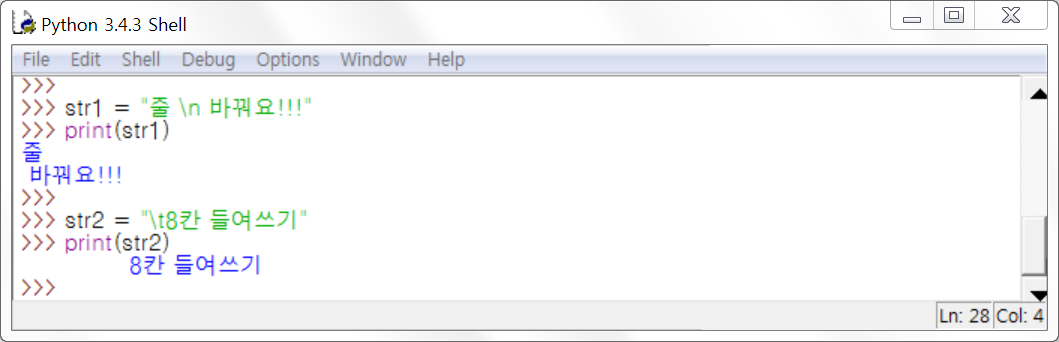 Python 3.4.3 Shell
File Edit Shell Debug Options Window Help
>>>
>>> str1 = "줄 \n 바꿔요!!!"
>>> print(str1)
줄
 바꿔요!!!
>>>
>>> str2 = "\t8칸 들여쓰기"
>>> print(str2)
	8칸 들여쓰기
>>>
Ln: 28 Col: 4